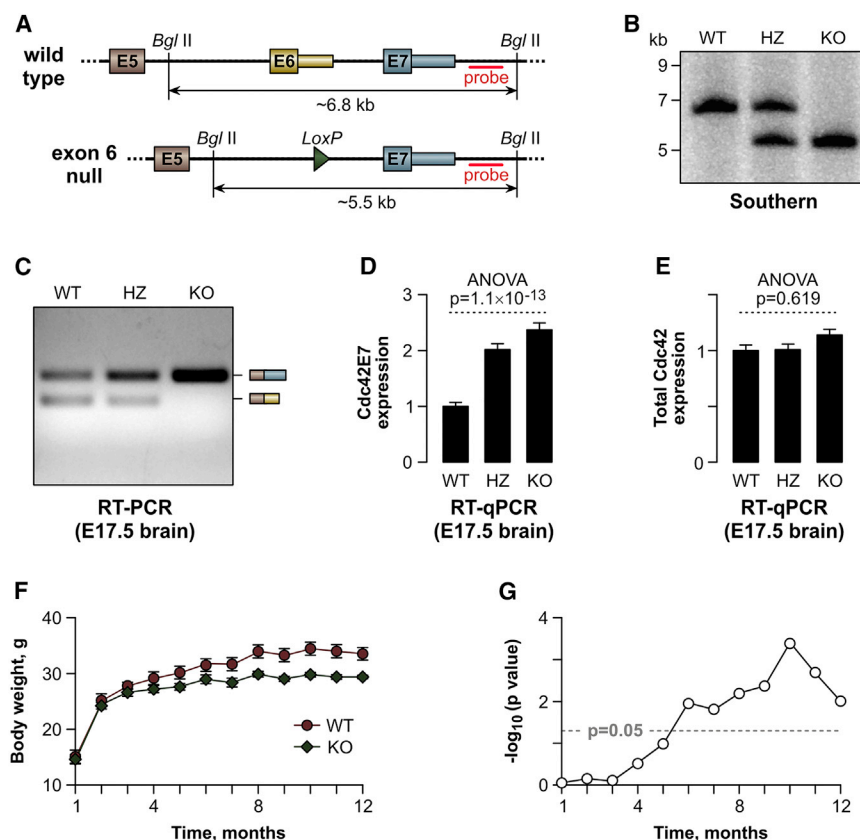 A
wild
type
E5
Bgl II
E6
E7
Bgl II
probe
~6.8 kb
exon 6
null
E5
Bgl II
LoxP
E7
Bgl II
probe
~5.5 kb
B
kb
WT HZ KO
9
7
5
Southern
C
WT HZ KO
RT-PCR
(E17.5 brain)
D
ANOVA
p=1.1×10-13
Cdc42E7
expression
3
2
1
0
WT HZ KO
RT-qPCR
(E17.5 brain)
E
ANOVA
p=0.619
Total Cdc42
expression
1
0
WT HZ KO
RT-qPCR
(E17.5 brain)
F
Body weight, g
40
30
20
10
WT
KO
1 4 8 12
Time, months
G
-log10 (p value)
4
2
0
p=0.05
1 4 8 12
Time, months